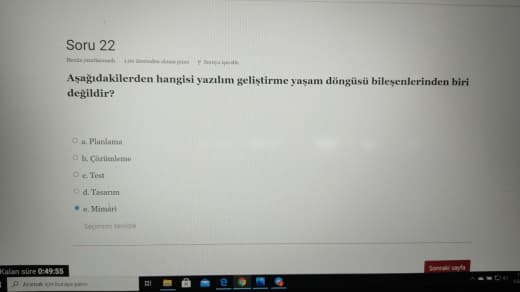 Soru 22
Henüz yanıtlanmadı 1,00 üzerinden işaretlenmiş Soruyu işaretle
Aşağıdakilerden hangisi yazılım geliştirme yaşam döngüsü bileşenlerinden biri
değildir?
a. Planlama
b. Çözümleme
c. Test
d. Tasarım
e. Mimari
Seçimimi temizle
Kalan süre 0:49:55
Sonraki sayfa
Aramak için buraya yazın